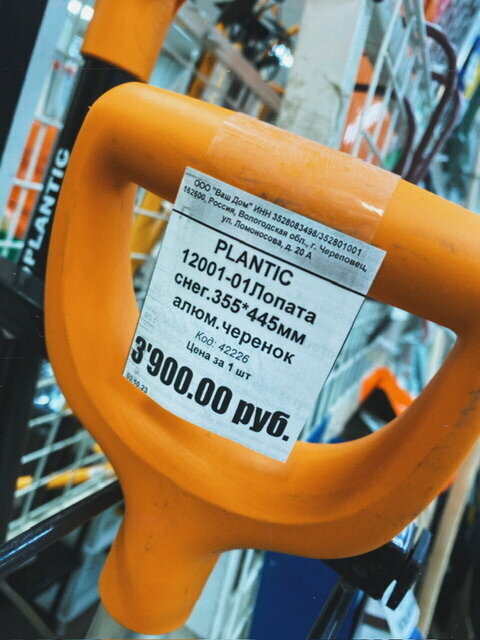 PLANTIC
ООО "Ваш Дом" ИНН 3528083498/352801001
162600, Россия, Вологодская обл., г. Череповец,
ул. Ломоносова, д. 20 А
PLANTIC
12001-01Лопата
снег.355*445мм
алюм.черенок
Код: 42226
Цена за 1 шт
3'900.00 руб.